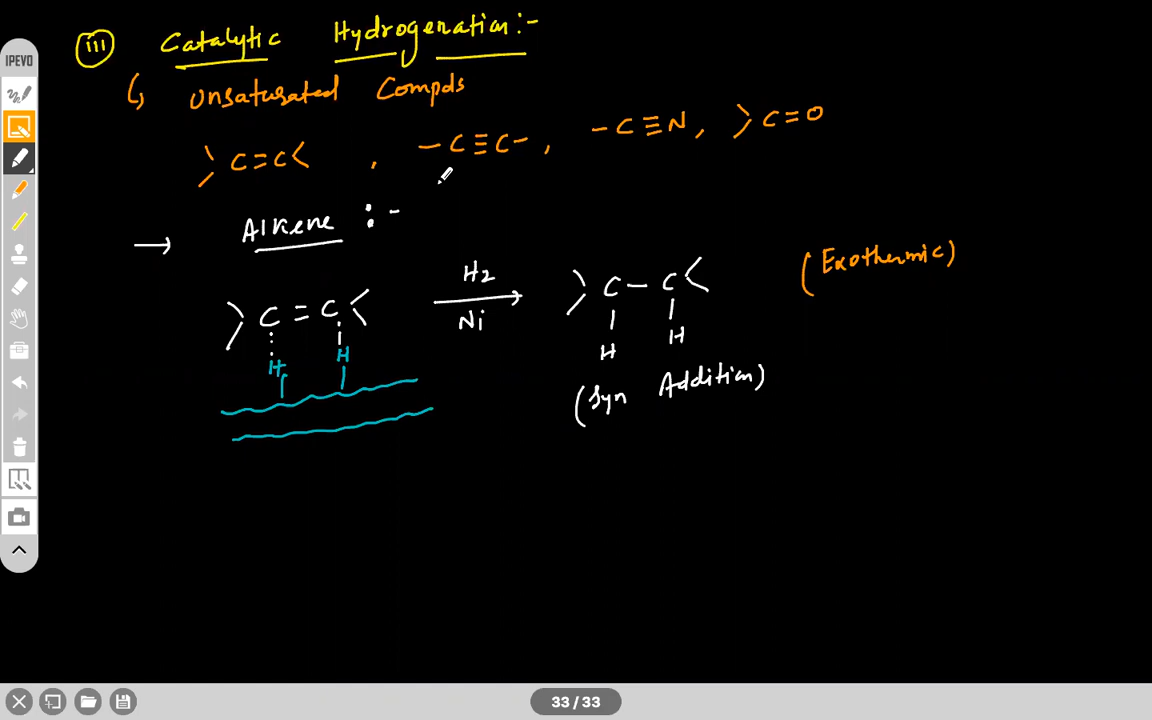 IPEVO
iii Catalytic Hydrogenation:-
↳ Unsaturated Compds
>C=C< , -C≡C-, -C≡N, >C=O
→ Alkene :-
>C=C< H2 Ni → >C-C< (Exothermic)
H H
H H
(Syn Addition)
33/33